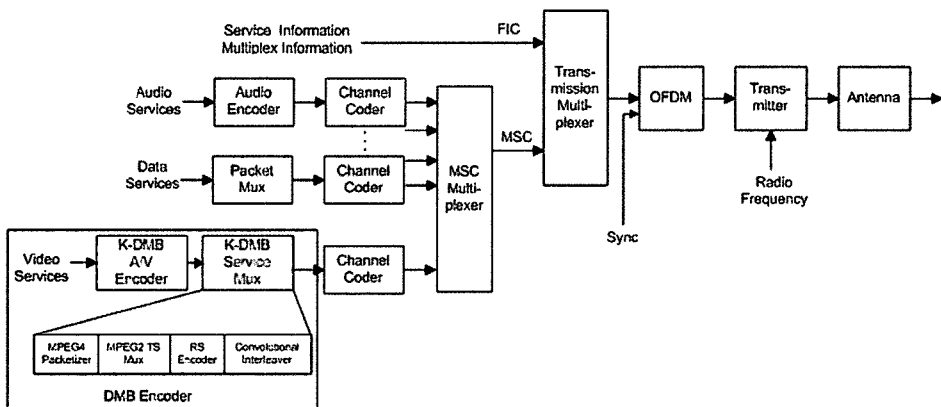 Service Information
Multiplex Information
FIC
Audio
Services
Audio
Encoder
Channel
Coder
Trans-
mission
Multi-
plexer
OFDM
Trans-
mitter
Antenna
Data
Services
Packet
Mux
Channel
Coder
MSC
Multi-
plexer
MSC
Radio
Frequency
Sync
Video
Services
K-DMB
A/V
Encoder
K-DMB
Service
Mux
Channel
Coder
MPEG4
Packetizer
MPEG2 TS
Mux
RS
Encoder
Convolutional
Interleaver
DMB Encoder